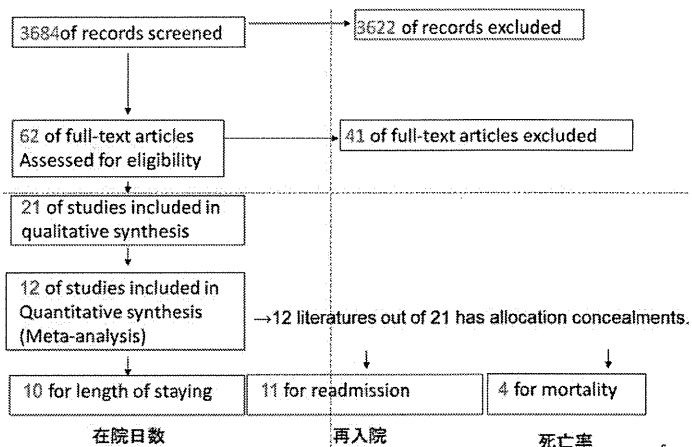 3684of records screened
3622 of records excluded
62 of full-text articles
Assessed for eligibility
41 of full-text articles excluded
21 of studies included in
qualitative synthesis
12 of studies included in
Quantitative synthesis
(Meta-analysis)
→12 literatures out of 21 has allocation concealments.
10 for length of staying
11 for readmission
4 for mortality
在院日数
再入院
死亡率